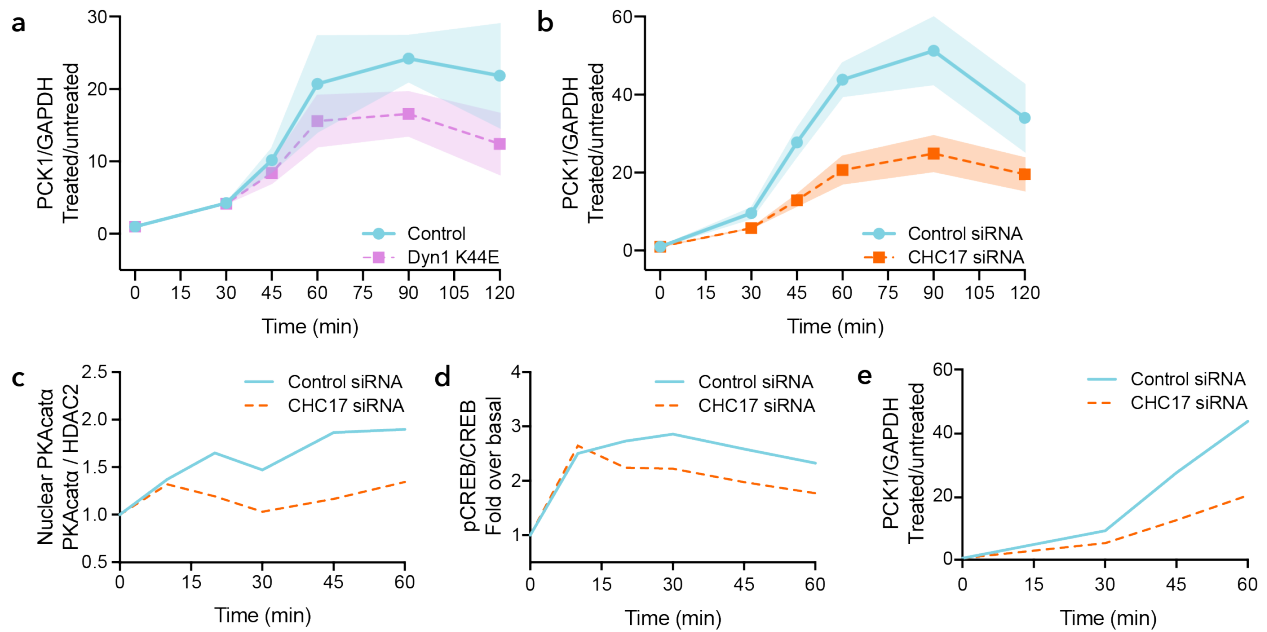 a
PCK1/GAPDH
Treated/untreated
30
20
10
0
0 15 30 45 60 75 90 105 120
Time (min)
Control
Dyn1 K44E
b
PCK1/GAPDH
Treated/untreated
60
40
20
0
0 15 30 45 60 75 90 105 120
Time (min)
Control siRNA
CHC17 siRNA
c
Nuclear PKAcatα
PKAcatα / HDAC2
2.5
2.0
1.5
1.0
0.5
0 15 30 45 60
Time (min)
Control siRNA
CHC17 siRNA
d
pCREB/CREB
Fold over basal
4
3
2
1
0 15 30 45 60
Time (min)
Control siRNA
CHC17 siRNA
e
PCK1/GAPDH
Treated/untreated
60
40
20
0
0 15 30 45 60
Time (min)
Control siRNA
CHC17 siRNA